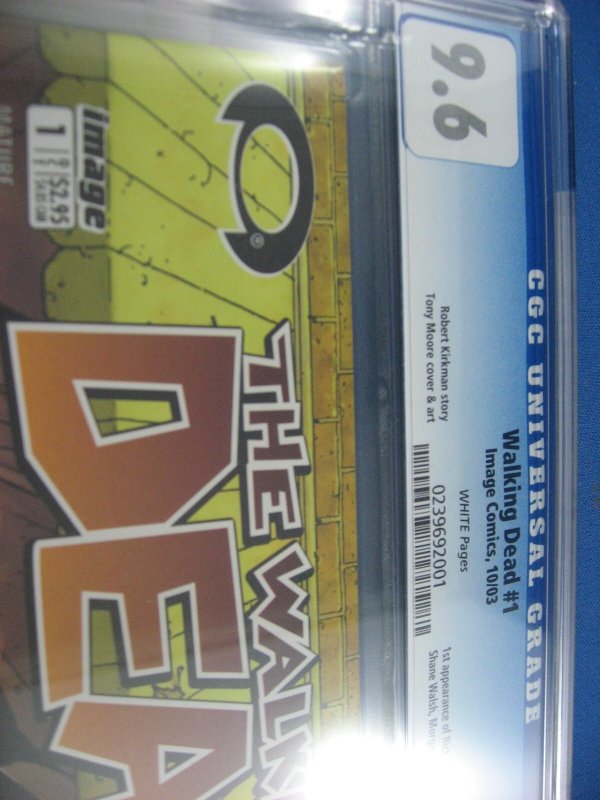 CGC UNIVERSAL GRADE
9.6
Walking Dead #1
Image Comics, 10/03
WHITE Pages
Robert Kirkman story
Tony Moore cover & art
0239692001
1st appearance of
Shane Walsh,
image
1
OCT
$2.95
MATURE
THE WALK
DEA